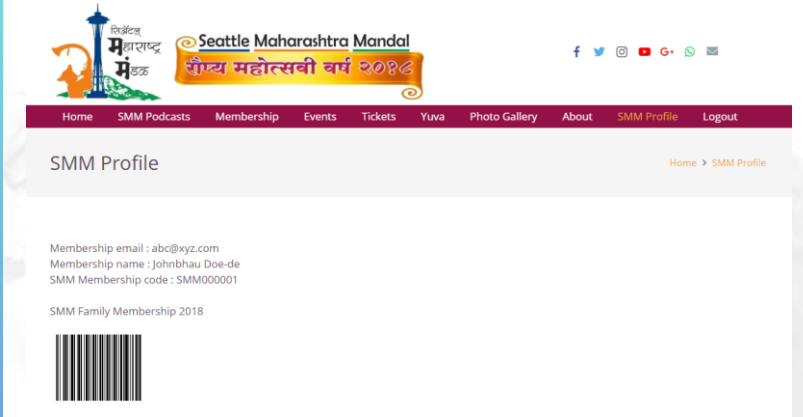 सिअ‍ॅटल
महाराष्ट्र
मंडळ
Seattle Maharashtra Mandal
रौप्य महोत्सवी वर्ष २०१८
Home SMM Podcasts Membership Events Tickets Yuva Photo Gallery About SMM Profile Logout
SMM Profile
Home > SMM Profile
Membership email : abc@xyz.com
Membership name : Johnbhau Doe-de
SMM Membership code : SMM000001
SMM Family Membership 2018